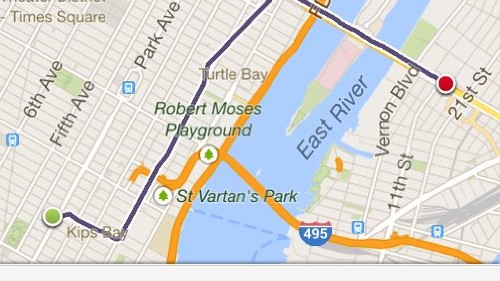 Theater District
- Times Square
Park Ave
6th Ave
Fifth Ave
Turtle Bay
Robert Moses
Playground
East River
Vernon Blvd
21st St
11th St
St Vartan's Park
Kips Bay
495